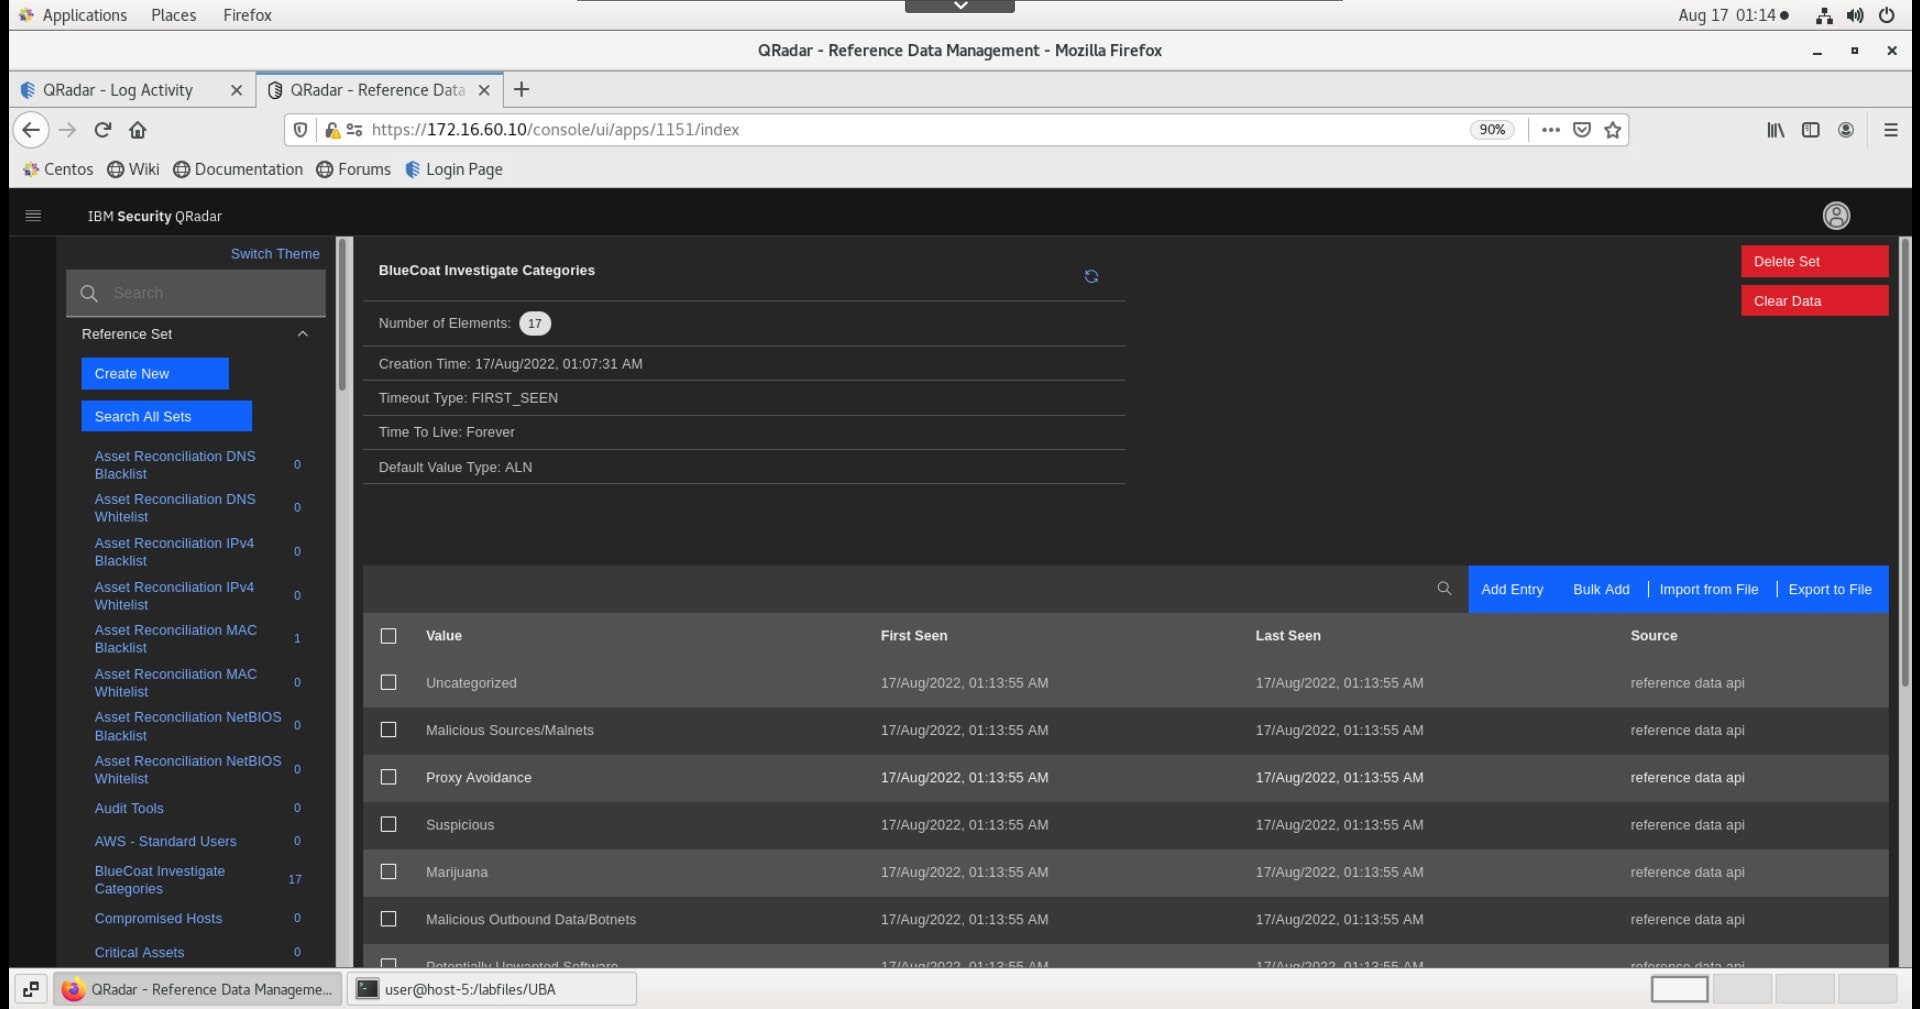 Applications Places Firefox
Aug 17 01:14
QRadar - Reference Data Management - Mozilla Firefox
QRadar - Log Activity
QRadar - Reference Data
https://172.16.60.10/console/ui/apps/1151/index
90%
Centos Wiki Documentation Forums Login Page
IBM Security QRadar
Switch Theme
Search
Reference Set
Create New
Search All Sets
Asset Reconciliation DNS
Blacklist
0
Asset Reconciliation DNS
Whitelist
0
Asset Reconciliation IPv4
Blacklist
0
Asset Reconciliation IPv4
Whitelist
0
Asset Reconciliation MAC
Blacklist
1
Asset Reconciliation MAC
Whitelist
0
Asset Reconciliation NetBIOS
Blacklist
0
Asset Reconciliation NetBIOS
Whitelist
0
Audit Tools 0
AWS - Standard Users 0
BlueCoat Investigate
Categories
17
Compromised Hosts 0
Critical Assets 0
BlueCoat Investigate Categories
Number of Elements: 17
Creation Time: 17/Aug/2022, 01:07:31 AM
Timeout Type: FIRST_SEEN
Time To Live: Forever
Default Value Type: ALN
Delete Set
Clear Data
Add Entry Bulk Add Import from File Export to File
Value First Seen Last Seen Source
Uncategorized 17/Aug/2022, 01:13:55 AM 17/Aug/2022, 01:13:55 AM reference data api
Malicious Sources/Malnets 17/Aug/2022, 01:13:55 AM 17/Aug/2022, 01:13:55 AM reference data api
Proxy Avoidance 17/Aug/2022, 01:13:55 AM 17/Aug/2022, 01:13:55 AM reference data api
Suspicious 17/Aug/2022, 01:13:55 AM 17/Aug/2022, 01:13:55 AM reference data api
Marijuana 17/Aug/2022, 01:13:55 AM 17/Aug/2022, 01:13:55 AM reference data api
Malicious Outbound Data/Botnets 17/Aug/2022, 01:13:55 AM 17/Aug/2022, 01:13:55 AM reference data api
Potentially Unwanted Software 17/Aug/2022, 01:13:55 AM 17/Aug/2022, 01:13:55 AM reference data api
QRadar - Reference Data Manageme...
user@host-5:/labfiles/UBA